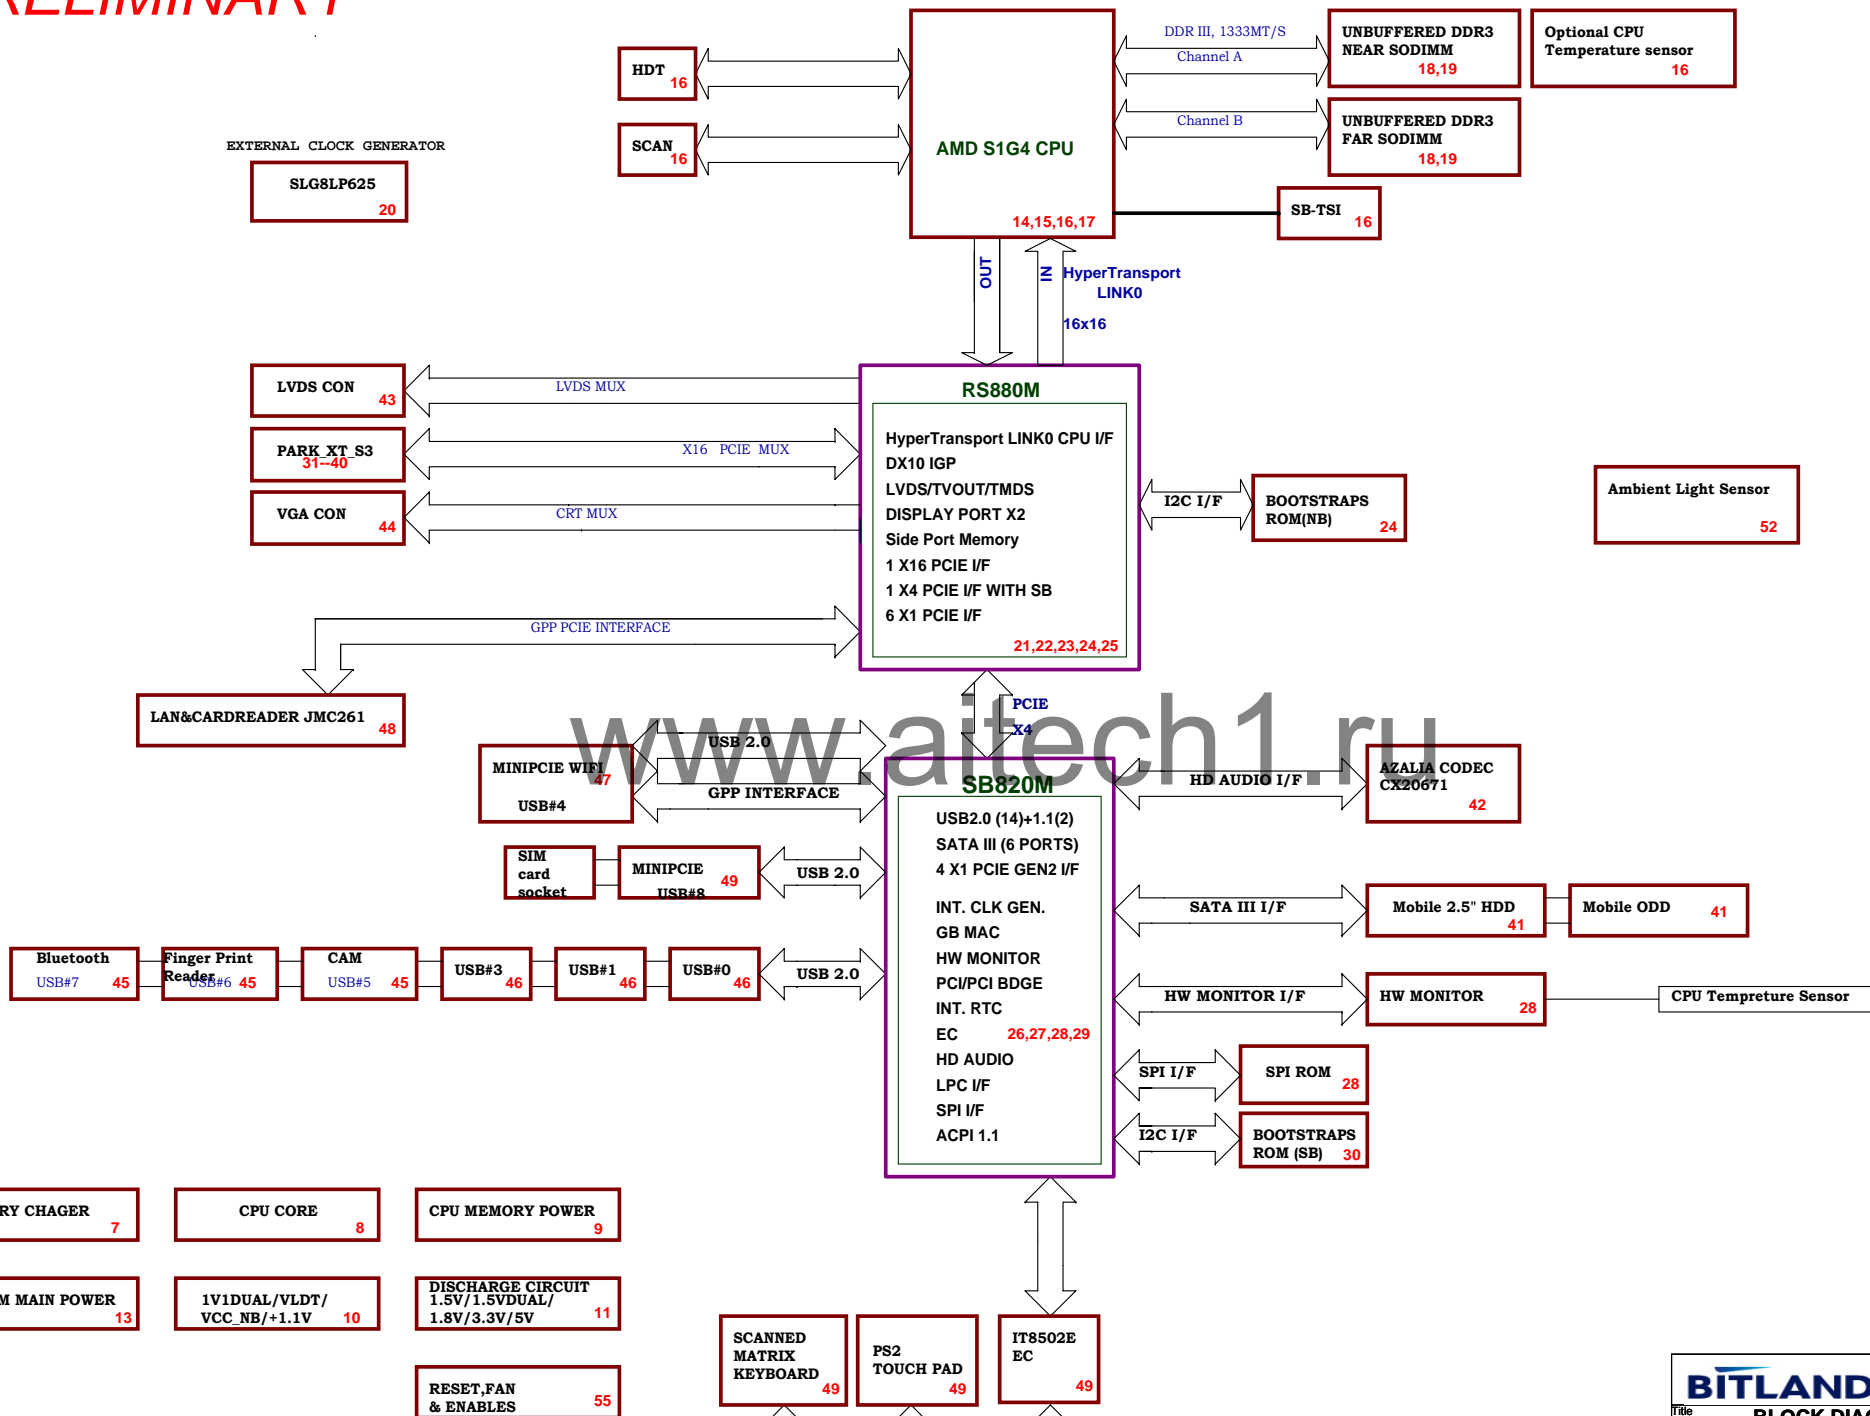 PRELIMINARY
HDT
16
SCAN
16
AMD S1G4 CPU
14,15,16,17
DDR III, 1333MT/S
Channel A
Channel B
UNBUFFERED DDR3
NEAR SODIMM
18,19
UNBUFFERED DDR3
FAR SODIMM
18,19
Optional CPU
Temperature sensor
16
SB-TSI
16
EXTERNAL CLOCK GENERATOR
SLG8LP625
20
OUT
IN
HyperTransport
LINK0
16x16
LVDS CON
43
LVDS MUX
PARK_XT_S3
31--40
X16 PCIE MUX
VGA CON
44
CRT MUX
RS880M
HyperTransport LINK0 CPU I/F
DX10 IGP
LVDS/TVOUT/TMDS
DISPLAY PORT X2
Side Port Memory
1 X16 PCIE I/F
1 X4 PCIE I/F WITH SB
6 X1 PCIE I/F
21,22,23,24,25
I2C I/F
BOOTSTRAPS
ROM(NB)
24
Ambient Light Sensor
52
GPP PCIE INTERFACE
LAN&CARDREADER JMC261
48
PCIE
X4
www.aitech1.ru
MINIPCIE WIFI
47
USB#4
USB 2.0
GPP INTERFACE
SIM
card
socket
MINIPCIE
49
USB#8
USB 2.0
Bluetooth
USB#7
45
Finger Print
Reader
USB#6
45
CAM
USB#5
45
USB#3
46
USB#1
46
USB#0
46
USB 2.0
SB820M
USB2.0 (14)+1.1(2)
SATA III (6 PORTS)
4 X1 PCIE GEN2 I/F
INT. CLK GEN.
GB MAC
HW MONITOR
PCI/PCI BDGE
INT. RTC
EC
26,27,28,29
HD AUDIO
LPC I/F
SPI I/F
ACPI 1.1
HD AUDIO I/F
AZALIA CODEC
CX20671
42
SATA III I/F
Mobile 2.5" HDD
41
Mobile ODD
41
HW MONITOR I/F
HW MONITOR
28
CPU Tempreture Sensor
SPI I/F
SPI ROM
28
I2C I/F
BOOTSTRAPS
ROM (SB)
30
RY CHAGER
7
CPU CORE
8
CPU MEMORY POWER
9
M MAIN POWER
13
1V1DUAL/VLDT/
VCC_NB/+1.1V
10
DISCHARGE CIRCUIT
1.5V/1.5VDUAL/
1.8V/3.3V/5V
11
RESET,FAN
& ENABLES
55
SCANNED
MATRIX
KEYBOARD
49
PS2
TOUCH PAD
49
IT8502E
EC
49
BITLAND
Title
BLOCK DIAG